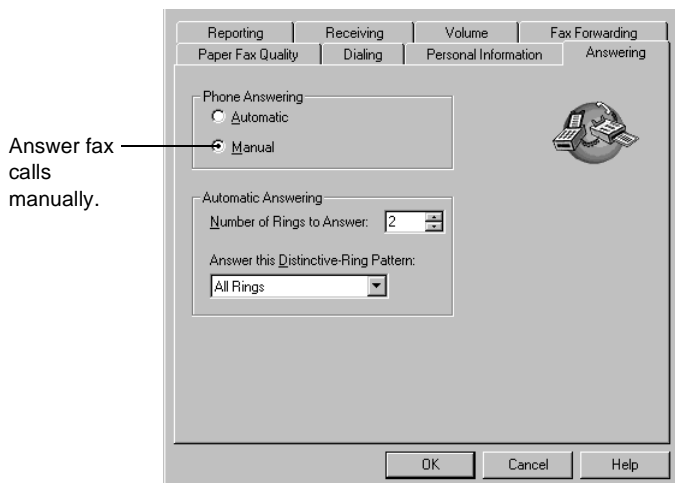 Reporting Receiving Volume Fax Forwarding
Paper Fax Quality Dialing Personal Information Answering
Phone Answering
Automatic
Manual
Answer fax
calls
manually.
Automatic Answering
Number of Rings to Answer: 2
Answer this Distinctive-Ring Pattern:
All Rings
OK Cancel Help